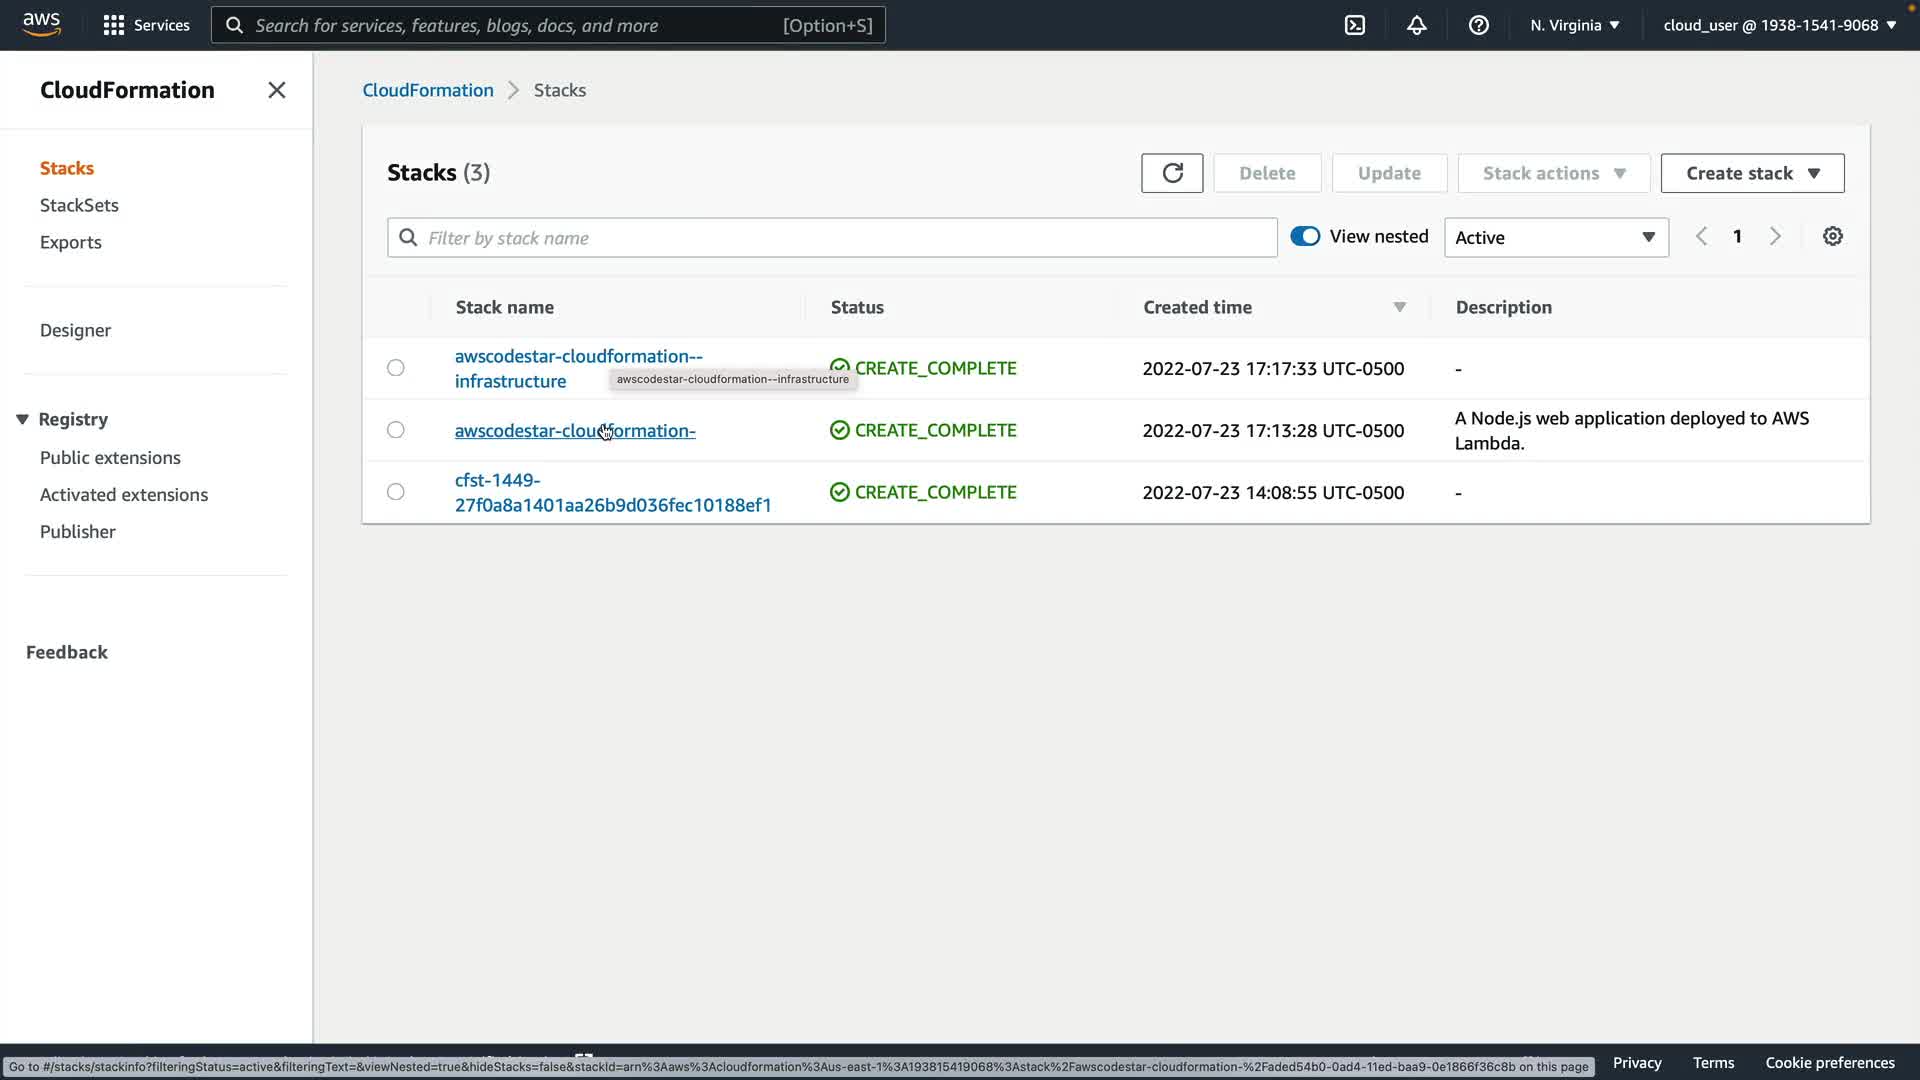 aws
Services
Search for services, features, blogs, docs, and more
[Option+S]
N. Virginia
cloud_user @ 1938-1541-9068
CloudFormation
Stacks
StackSets
Exports
Designer
Registry
Public extensions
Activated extensions
Publisher
Feedback
CloudFormation
Stacks
Stacks (3)
Delete
Update
Stack actions
Create stack
Filter by stack name
View nested
Active
1
Stack name
Status
Created time
Description
awscodestar-cloudformation--
infrastructure
CREATE_COMPLETE
2022-07-23 17:17:33 UTC-0500
-
awscodestar-cloudformation--infrastructure
awscodestar-cloudformation-
CREATE_COMPLETE
2022-07-23 17:13:28 UTC-0500
A Node.js web application deployed to AWS
Lambda.
cfst-1449-
27f0a8a1401aa26b9d036fec10188ef1
CREATE_COMPLETE
2022-07-23 14:08:55 UTC-0500
-
Go to #/stacks/stackinfo?filteringStatus=active&filteringText=&viewNested=true&hideStacks=false&stackId=arn%3Aaws%3Acloudformation%3Aus-east-1%3A193815419068%3Astack%2Fawscodestar-cloudformation-%2Faded54b0-0ad4-11ed-baa9-0e1866f36c8b on this page
Privacy
Terms
Cookie preferences